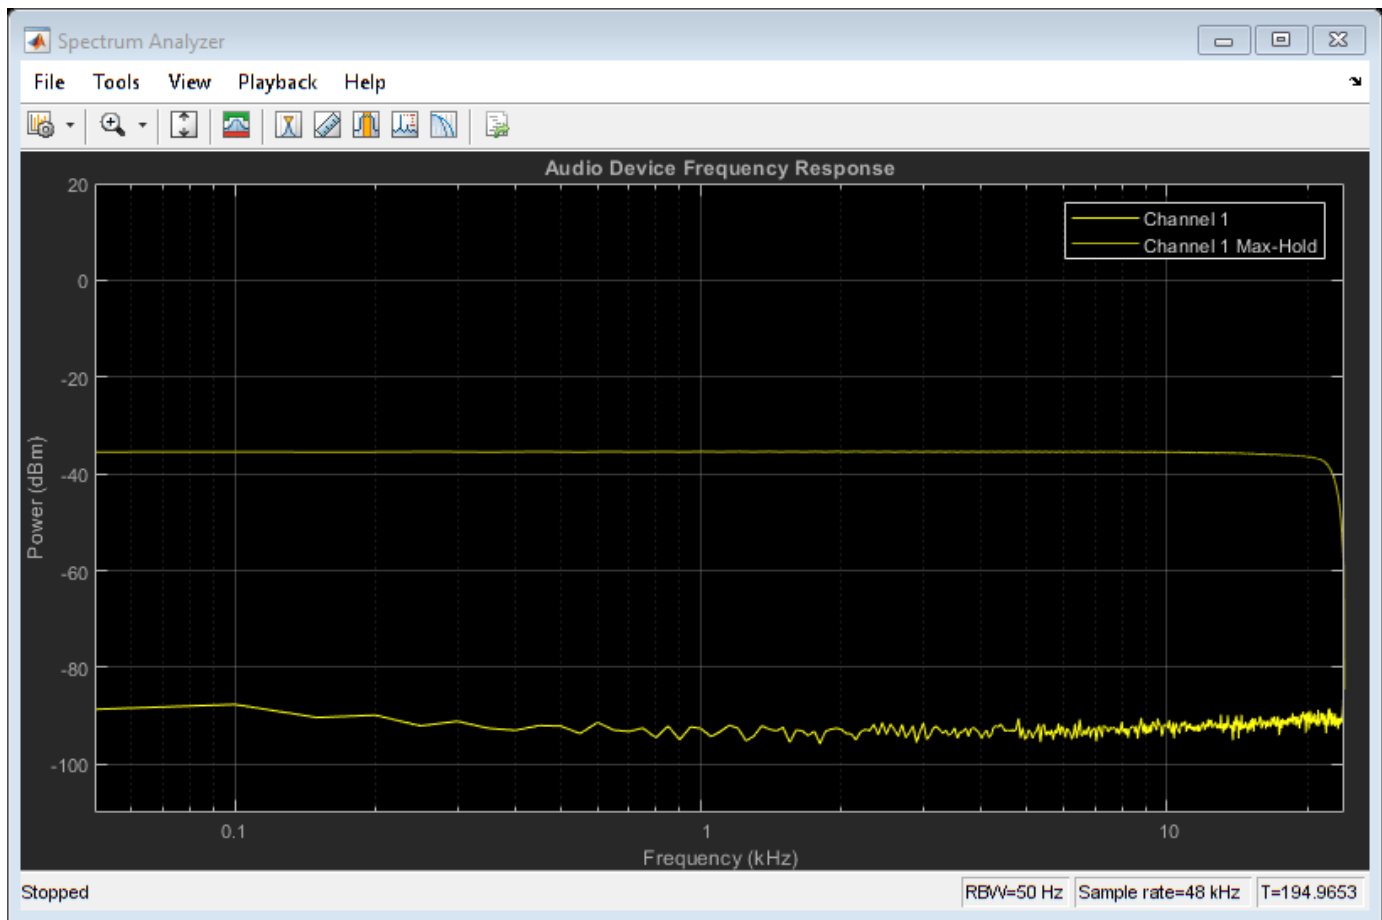 Spectrum Analyzer
File Tools View Playback Help
Audio Device Frequency Response
20
0
-20
-40
-60
-80
-100
Power (dBm)
Channel 1
Channel 1 Max-Hold
0.1 1 10
Frequency (kHz)
Stopped RBW=50 Hz Sample rate=48 kHz T=194.9653